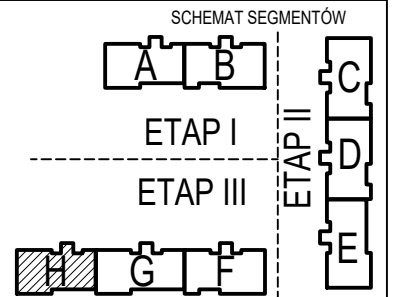 SCHEMAT SEGMENTÓW
A B
C
ETAP I
ETAP II
D
ETAP III
E
H G F